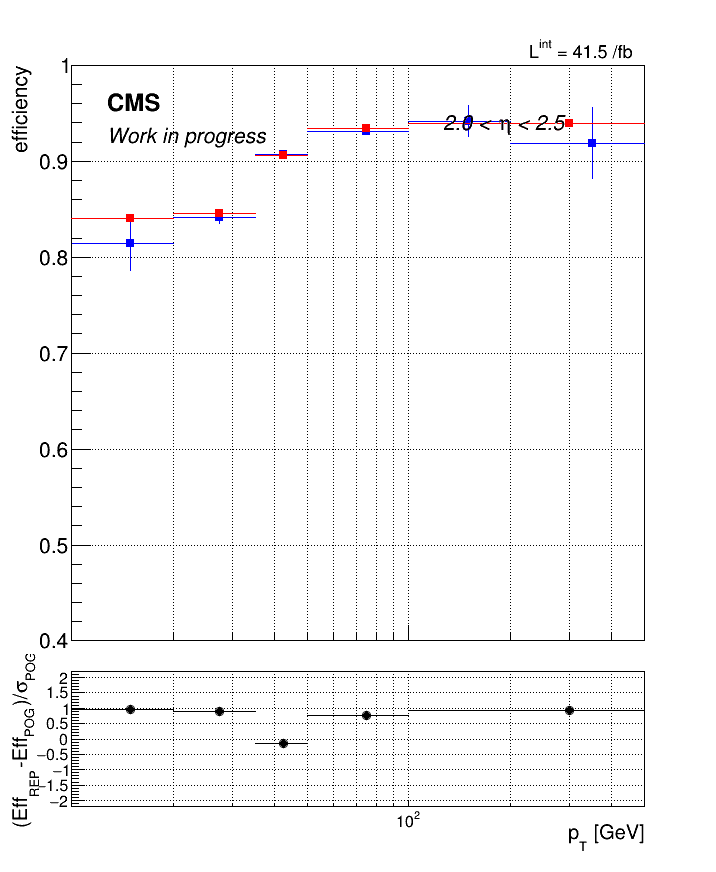 L^int = 41.5 /fb
efficiency
CMS
Work in progress
2.0 < η < 2.5
1
0.9
0.8
0.7
0.6
0.5
0.4
(Eff_REP -Eff_POG)/σ_POG
2
1.5
1
0.5
0
−0.5
−1
−1.5
−2
10^2
p_T [GeV]